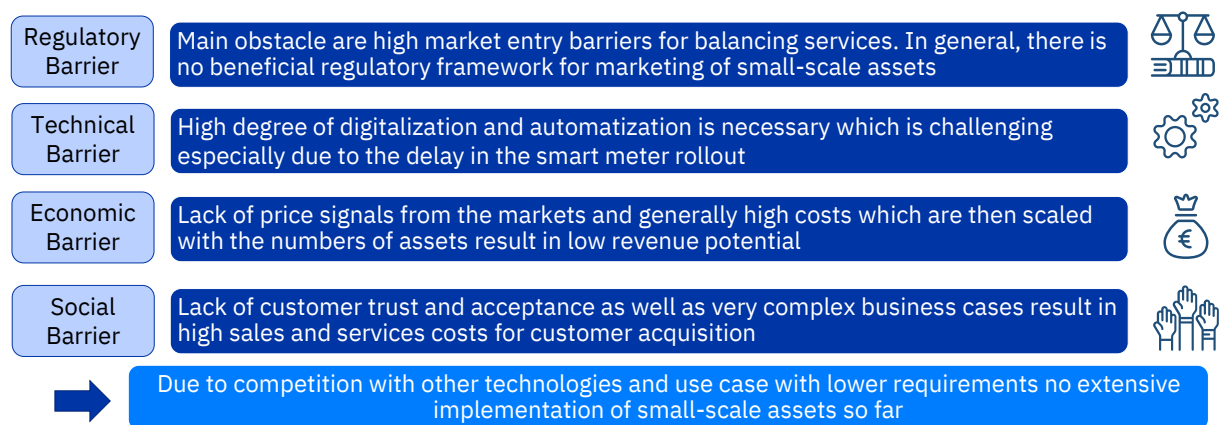 Regulatory
Barrier
Main obstacle are high market entry barriers for balancing services. In general, there is
no beneficial regulatory framework for marketing of small-scale assets
Technical
Barrier
High degree of digitalization and automatization is necessary which is challenging
especially due to the delay in the smart meter rollout
Economic
Barrier
Lack of price signals from the markets and generally high costs which are then scaled
with the numbers of assets result in low revenue potential
€
Social
Barrier
Lack of customer trust and acceptance as well as very complex business cases result in
high sales and services costs for customer acquisition
Due to competition with other technologies and use case with lower requirements no extensive
implementation of small-scale assets so far